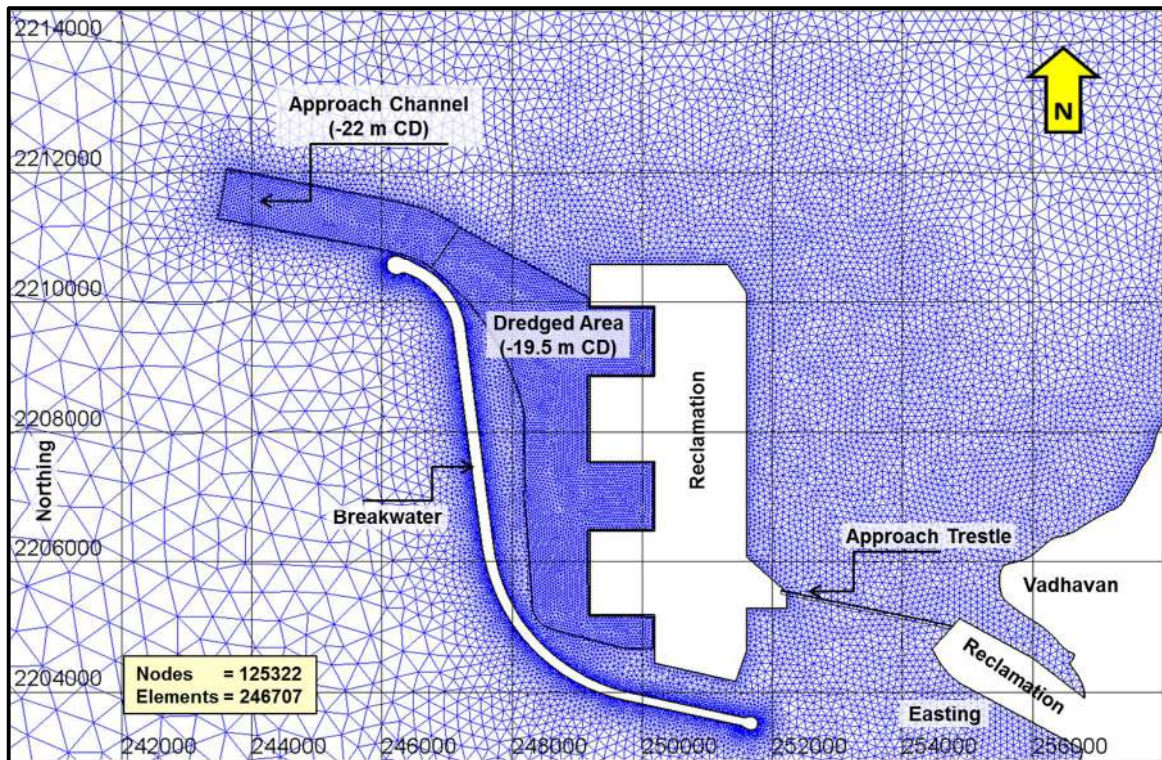 2214000
N
Approach Channel
(-22 m CD)
2212000
2210000
Dredged Area
(-19.5 m CD)
2208000
Northing
Reclamation
Breakwater
2206000
Approach Trestle
Vadhavan
Reclamation
2204000
Nodes = 125322
Elements = 246707
Easting
242000 244000 246000 248000 250000 252000 254000 256000